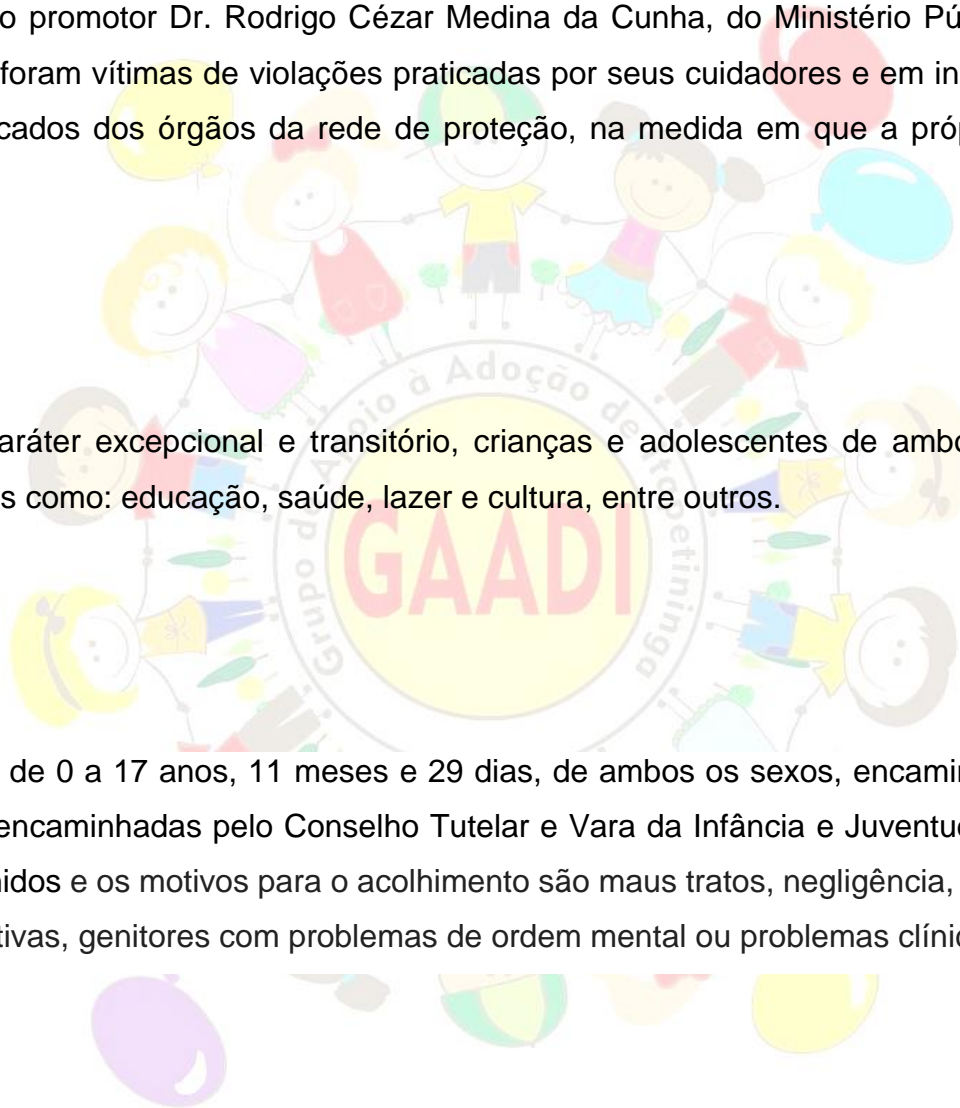 o promotor Dr. Rodrigo Cézar Medina da Cunha, do Ministério Pú
foram vítimas de violações praticadas por seus cuidadores e em in
cados dos órgãos da rede de proteção, na medida em que a próp
Grupo de Apoio à Adoção de Itapetininga
aráter excepcional e transitório, crianças e adolescentes de ambo
s como: educação, saúde, lazer e cultura, entre outros.
GAADI
de 0 a 17 anos, 11 meses e 29 dias, de ambos os sexos, encamin
encaminhadas pelo Conselho Tutelar e Vara da Infância e Juventud
nidos e os motivos para o acolhimento são maus tratos, negligência,
tivas, genitores com problemas de ordem mental ou problemas clínic